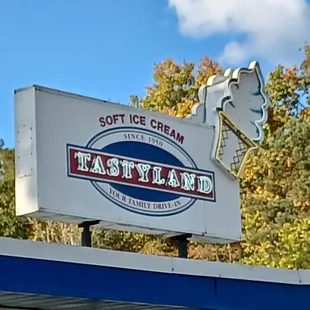 SOFT ICE CREAM
SINCE 1950
TASTYLAND
YOUR FAMILY DRIVE-IN